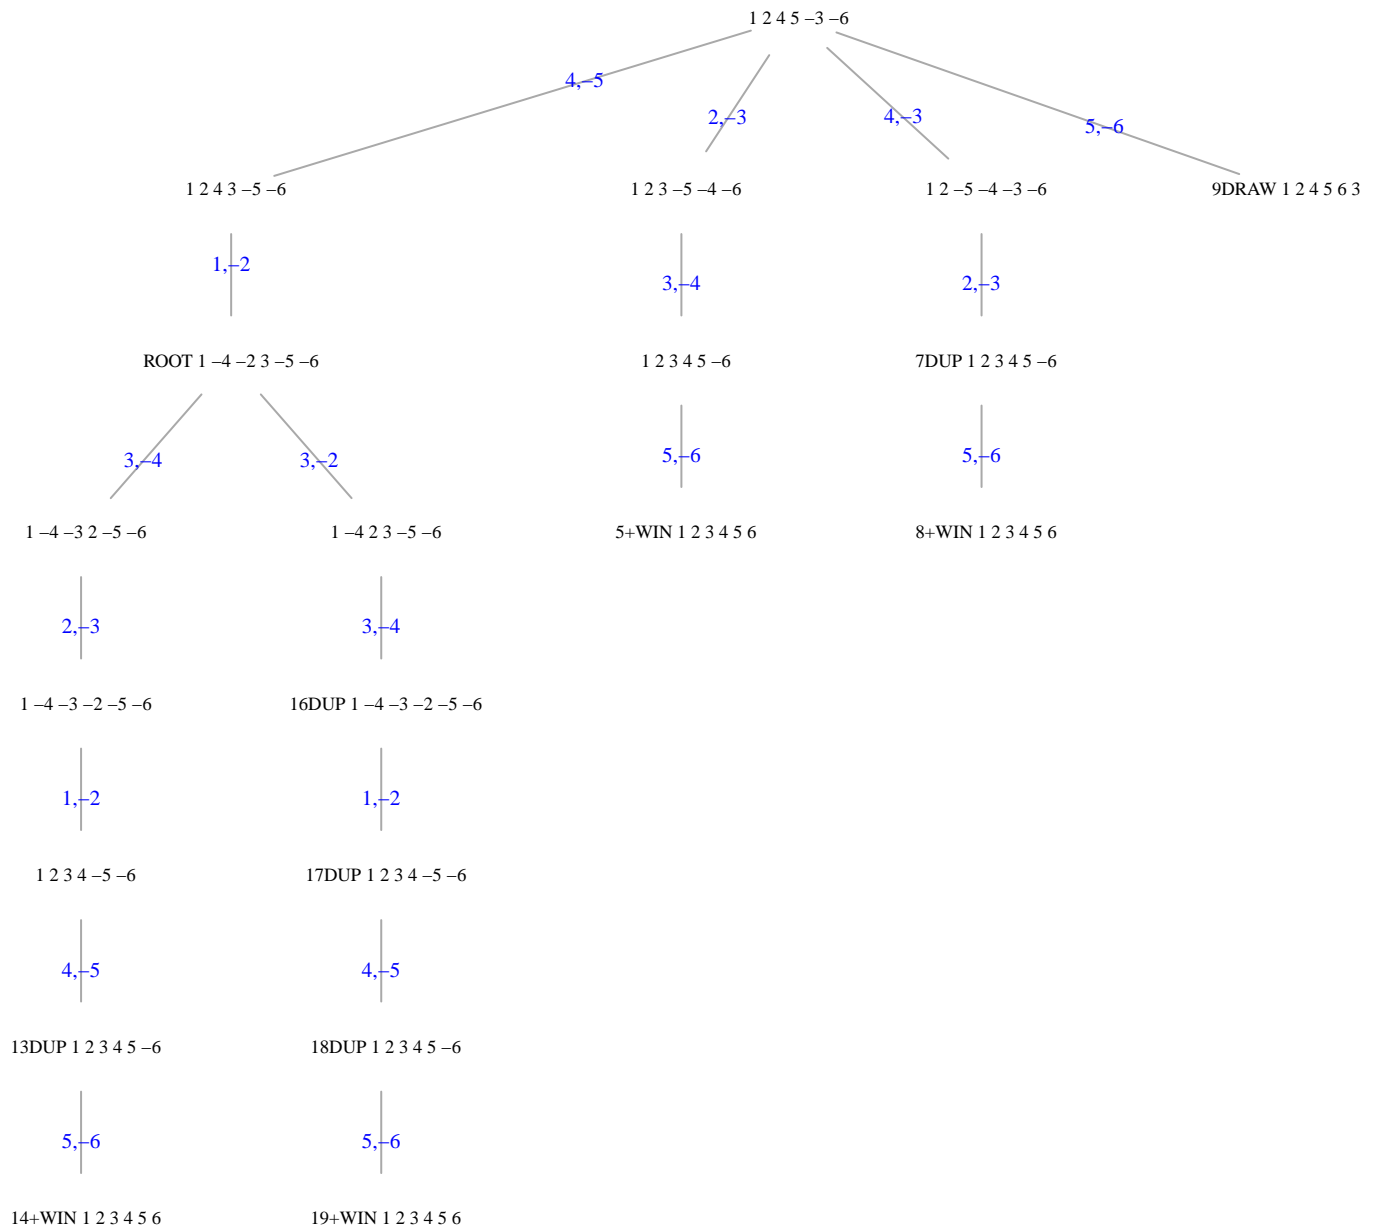 1 2 4 5 –3 –6
4,–5
2,–3
4,–3
5,–6
1 2 4 3 –5 –6
1 2 3 –5 –4 –6
1 2 –5 –4 –3 –6
9DRAW 1 2 4 5 6 3
1,–2
3,–4
2,–3
ROOT 1 –4 –2 3 –5 –6
1 2 3 4 5 –6
7DUP 1 2 3 4 5 –6
3,–4
3,–2
5,–6
5,–6
1 –4 –3 2 –5 –6
1 –4 2 3 –5 –6
5+WIN 1 2 3 4 5 6
8+WIN 1 2 3 4 5 6
2,–3
3,–4
1 –4 –3 –2 –5 –6
16DUP 1 –4 –3 –2 –5 –6
1,–2
1,–2
1 2 3 4 –5 –6
17DUP 1 2 3 4 –5 –6
4,–5
4,–5
13DUP 1 2 3 4 5 –6
18DUP 1 2 3 4 5 –6
5,–6
5,–6
14+WIN 1 2 3 4 5 6
19+WIN 1 2 3 4 5 6